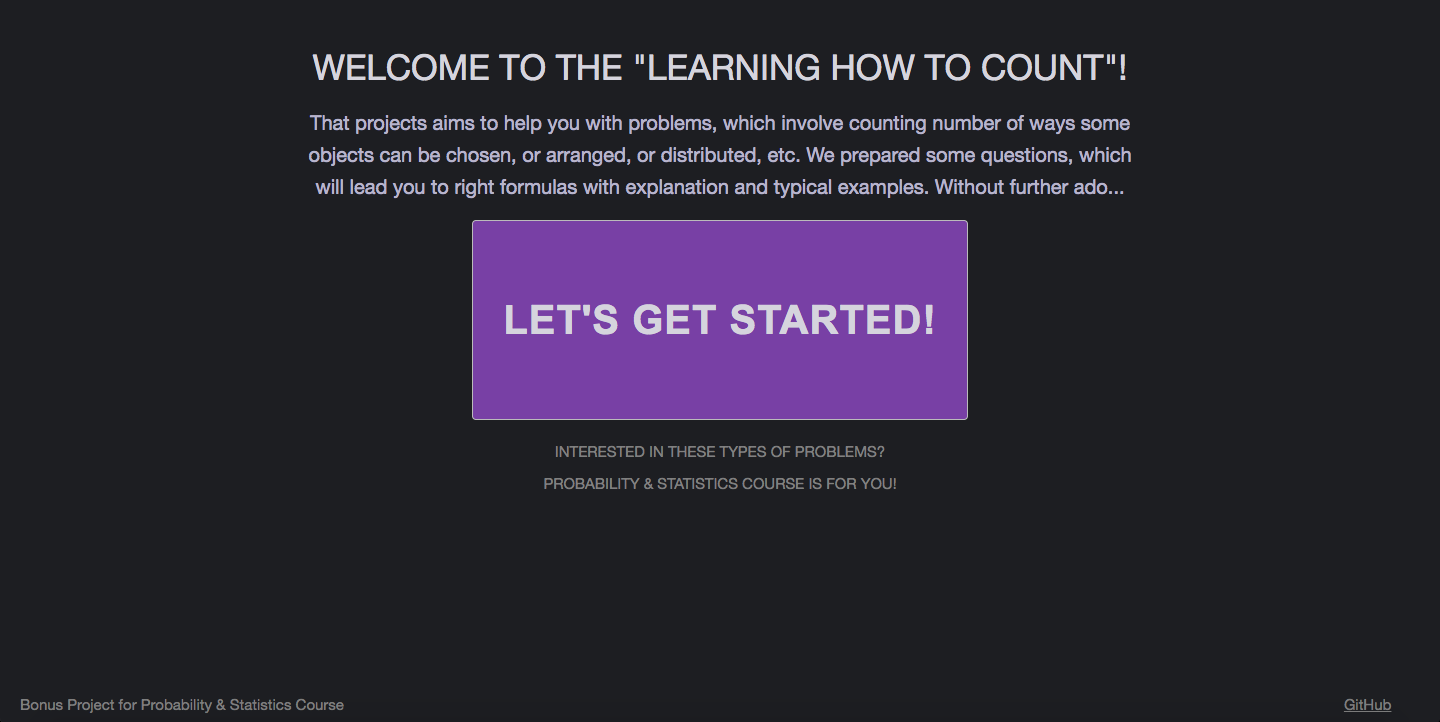 WELCOME TO THE "LEARNING HOW TO COUNT"!
That projects aims to help you with problems, which involve counting number of ways some
objects can be chosen, or arranged, or distributed, etc. We prepared some questions, which
will lead you to right formulas with explanation and typical examples. Without further ado...
LET'S GET STARTED!
INTERESTED IN THESE TYPES OF PROBLEMS?
PROBABILITY & STATISTICS COURSE IS FOR YOU!
Bonus Project for Probability & Statistics Course
GitHub